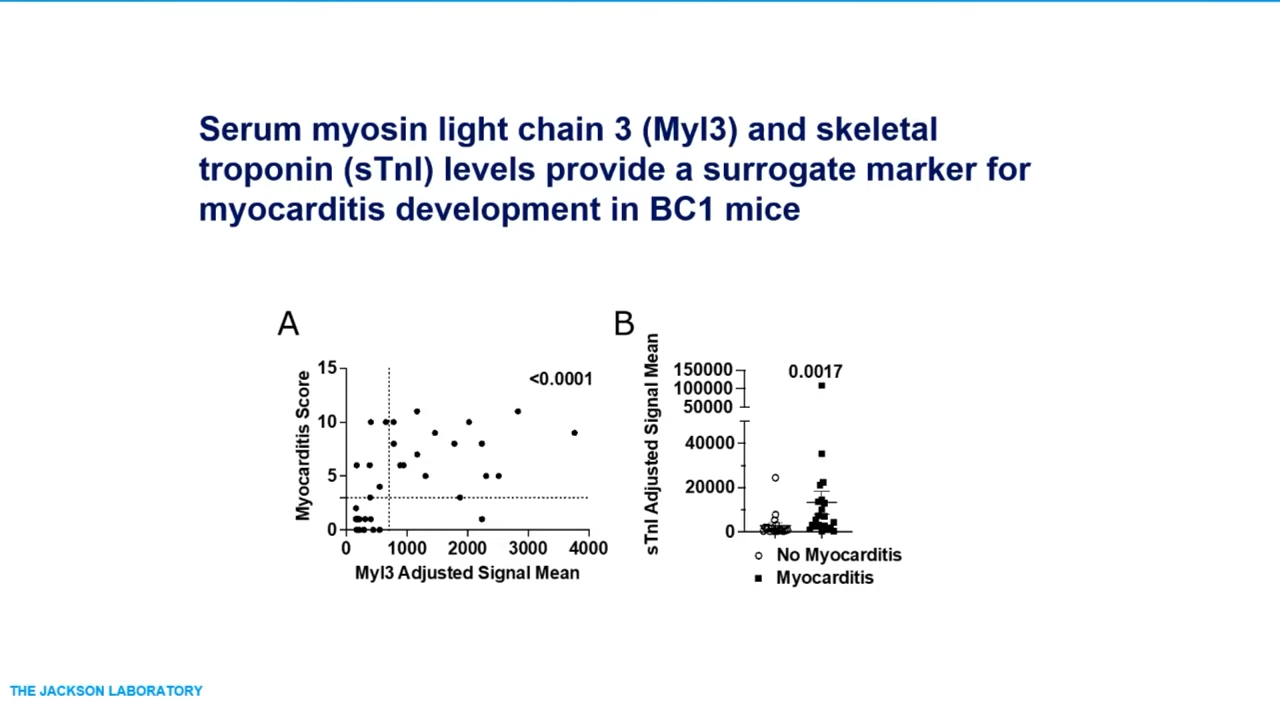 Serum myosin light chain 3 (Myl3) and skeletal
troponin (sTnI) levels provide a surrogate marker for
myocarditis development in BC1 mice
A
Myocarditis Score
15
10
5
0
<0.0001
0
1000
2000
3000
4000
Myl3 Adjusted Signal Mean
B
sTnI Adjusted Signal Mean
150000
100000
50000
40000
20000
0
0.0017
No Myocarditis
Myocarditis
THE JACKSON LABORATORY